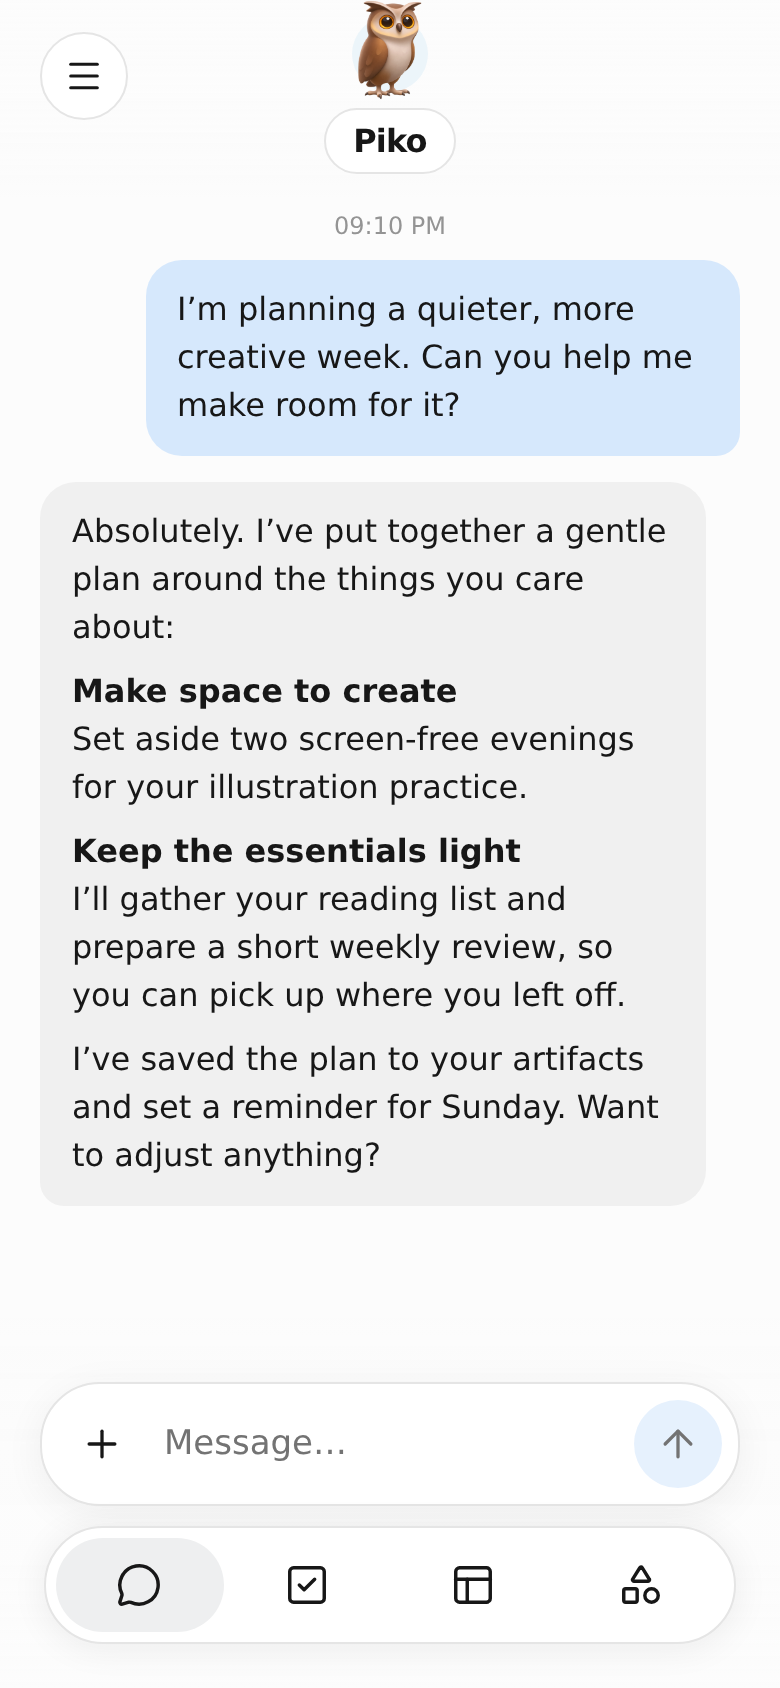 Piko
09:10 PM
I’m planning a quieter, more
creative week. Can you help me
make room for it?
Absolutely. I’ve put together a gentle
plan around the things you care
about:
Make space to create
Set aside two screen-free evenings
for your illustration practice.
Keep the essentials light
I’ll gather your reading list and
prepare a short weekly review, so
you can pick up where you left off.
I’ve saved the plan to your artifacts
and set a reminder for Sunday. Want
to adjust anything?
Message…